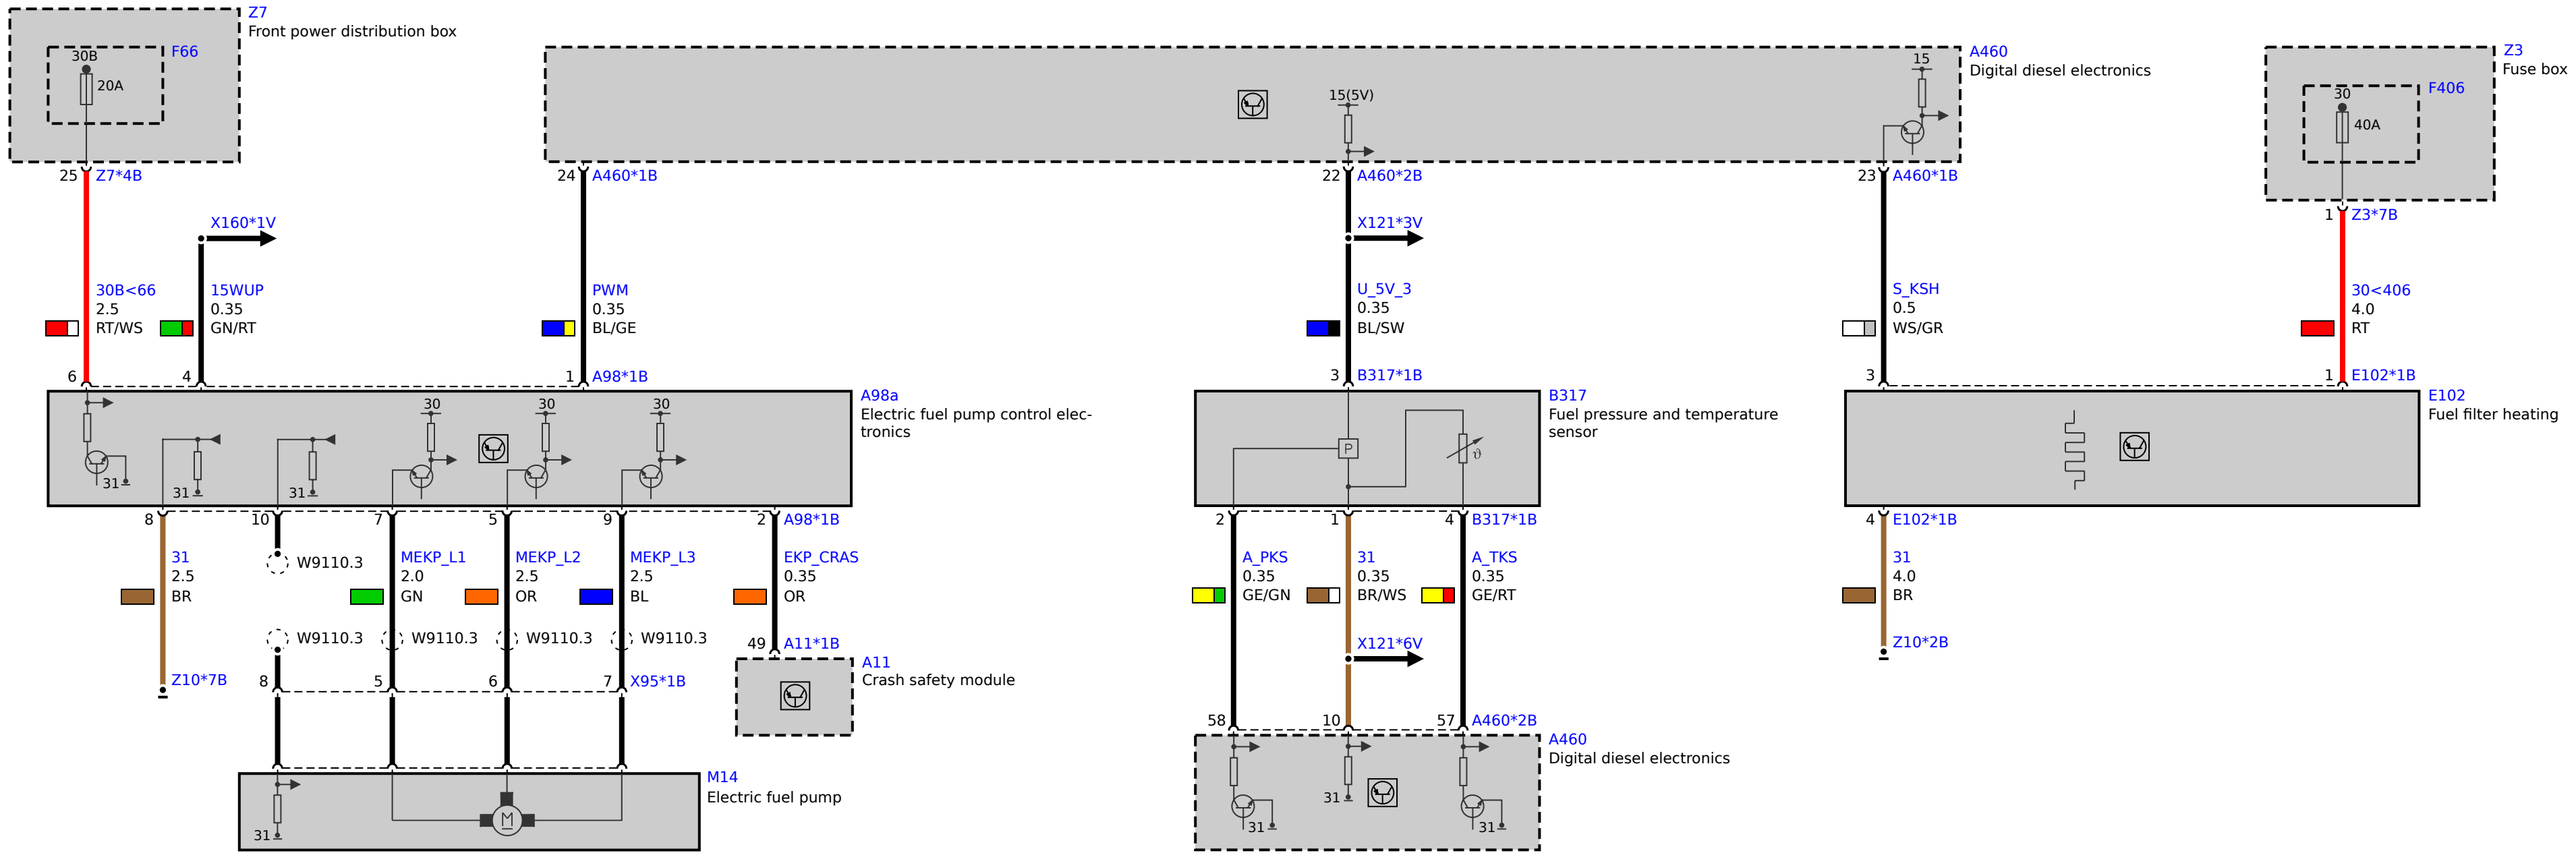 Z7
Front power distribution box
30B
F66
20A
A460
Digital diesel electronics
15
15(5V)
Z3
Fuse box
30
F406
40A
25 Z7*4B
24 A460*1B
22 A460*2B
23 A460*1B
1 Z3*7B
X160*1V
X121*3V
30B<66
2.5
RT/WS
15WUP
0.35
GN/RT
PWM
0.35
BL/GE
U_5V_3
0.35
BL/SW
S_KSH
0.5
WS/GR
30<406
4.0
RT
6
4
1 A98*1B
3 B317*1B
3
1 E102*1B
A98a
Electric fuel pump control elec-
tronics
30
30
30
31
31
31
B317
Fuel pressure and temperature
sensor
P
ϑ
E102
Fuel filter heating
8
10
7
5
9
2 A98*1B
2
1
4 B317*1B
4 E102*1B
31
2.5
BR
W9110.3
MEKP_L1
2.0
GN
MEKP_L2
2.5
OR
MEKP_L3
2.5
BL
EKP_CRAS
0.35
OR
A_PKS
0.35
GE/GN
31
0.35
BR/WS
A_TKS
0.35
GE/RT
31
4.0
BR
W9110.3
W9110.3
W9110.3
W9110.3
49 A11*1B
X121*6V
Z10*2B
A11
Crash safety module
Z10*7B
8
5
6
7 X95*1B
58
10
57 A460*2B
A460
Digital diesel electronics
31
31
31
M14
Electric fuel pump
M
31